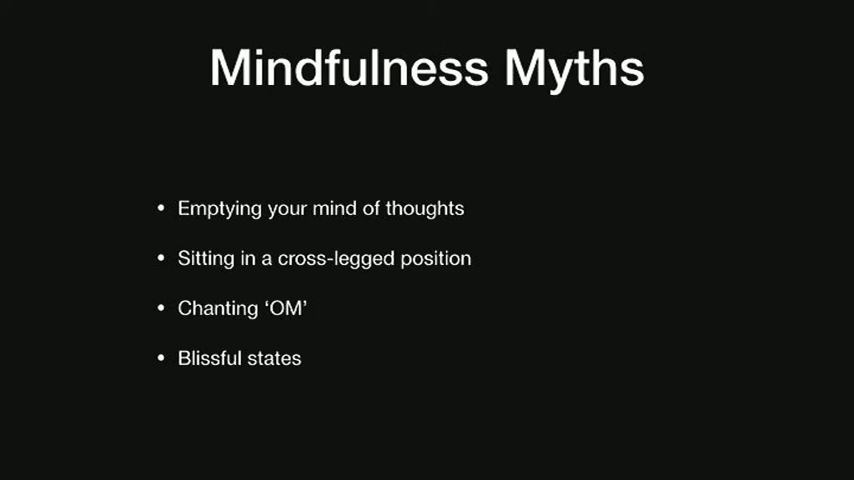 Mindfulness Myths
• Emptying your mind of thoughts
• Sitting in a cross-legged position
• Chanting ‘OM’
• Blissful states